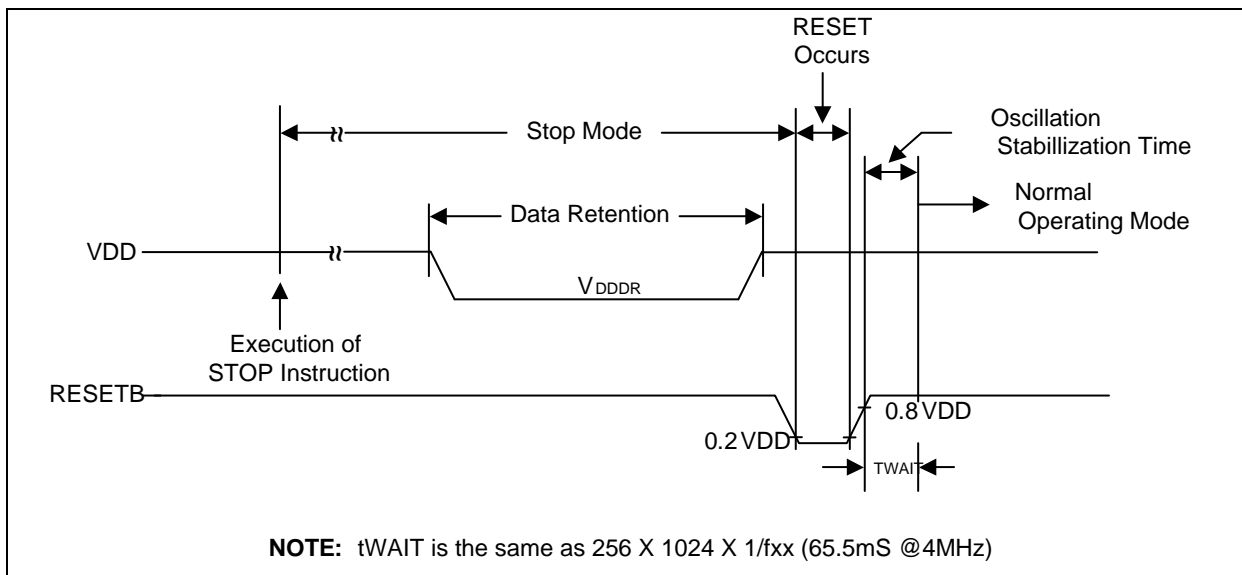 RESET
Occurs
Oscillation
Stabillization Time
Stop Mode
Normal
Operating Mode
Data Retention
VDD
VDDDR
Execution of
STOP Instruction
RESETB
0.8 VDD
0.2 VDD
TWAIT
NOTE: tWAIT is the same as 256 X 1024 X 1/fxx (65.5mS @4MHz)